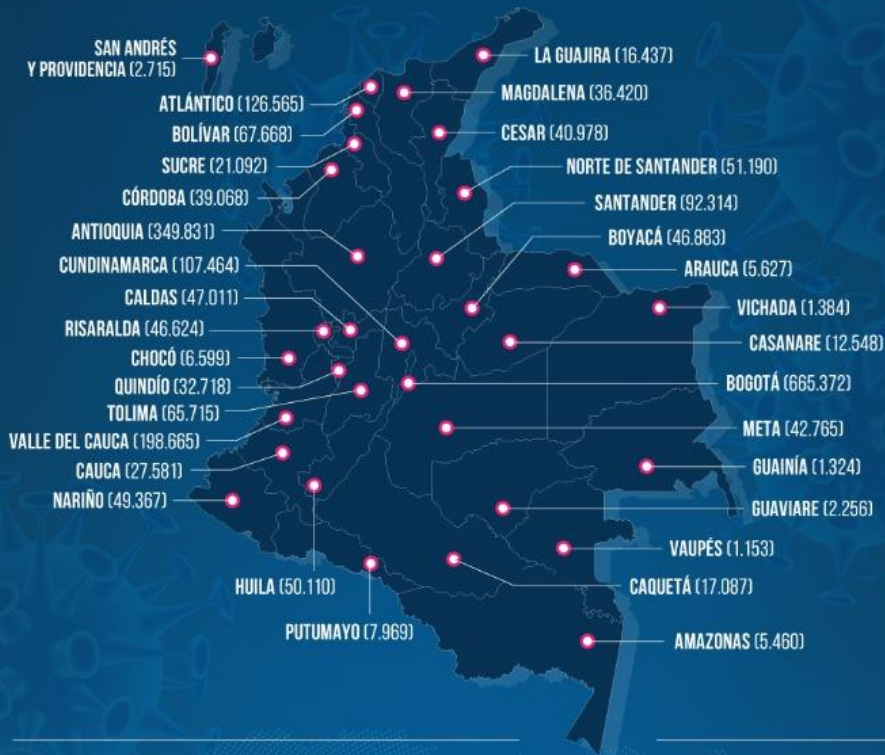 SAN ANDRÉS
Y PROVIDENCIA (2.715)
ATLÁNTICO (126.565)
BOLÍVAR (67.668)
SUCRE (21.092)
CÓRDOBA (39.068)
ANTIOQUIA (349.831)
CUNDINAMARCA (107.464)
CALDAS (47.011)
RISARALDA (46.624)
CHOCÓ (6.599)
QUINDÍO (32.718)
TOLIMA (65.715)
VALLE DEL CAUCA (198.665)
CAUCA (27.581)
NARIÑO (49.367)
HUILA (50.110)
PUTUMAYO (7.969)
LA GUAJIRA (16.437)
MAGDALENA (36.420)
CESAR (40.978)
NORTE DE SANTANDER (51.190)
SANTANDER (92.314)
BOYACÁ (46.883)
ARAUCA (5.627)
VICHADA (1.384)
CASANARE (12.548)
BOGOTÁ (665.372)
META (42.765)
GUAINÍA (1.324)
GUAVIARE (2.256)
VAUPÉS (1.153)
CAQUETÁ (17.087)
AMAZONAS (5.460)